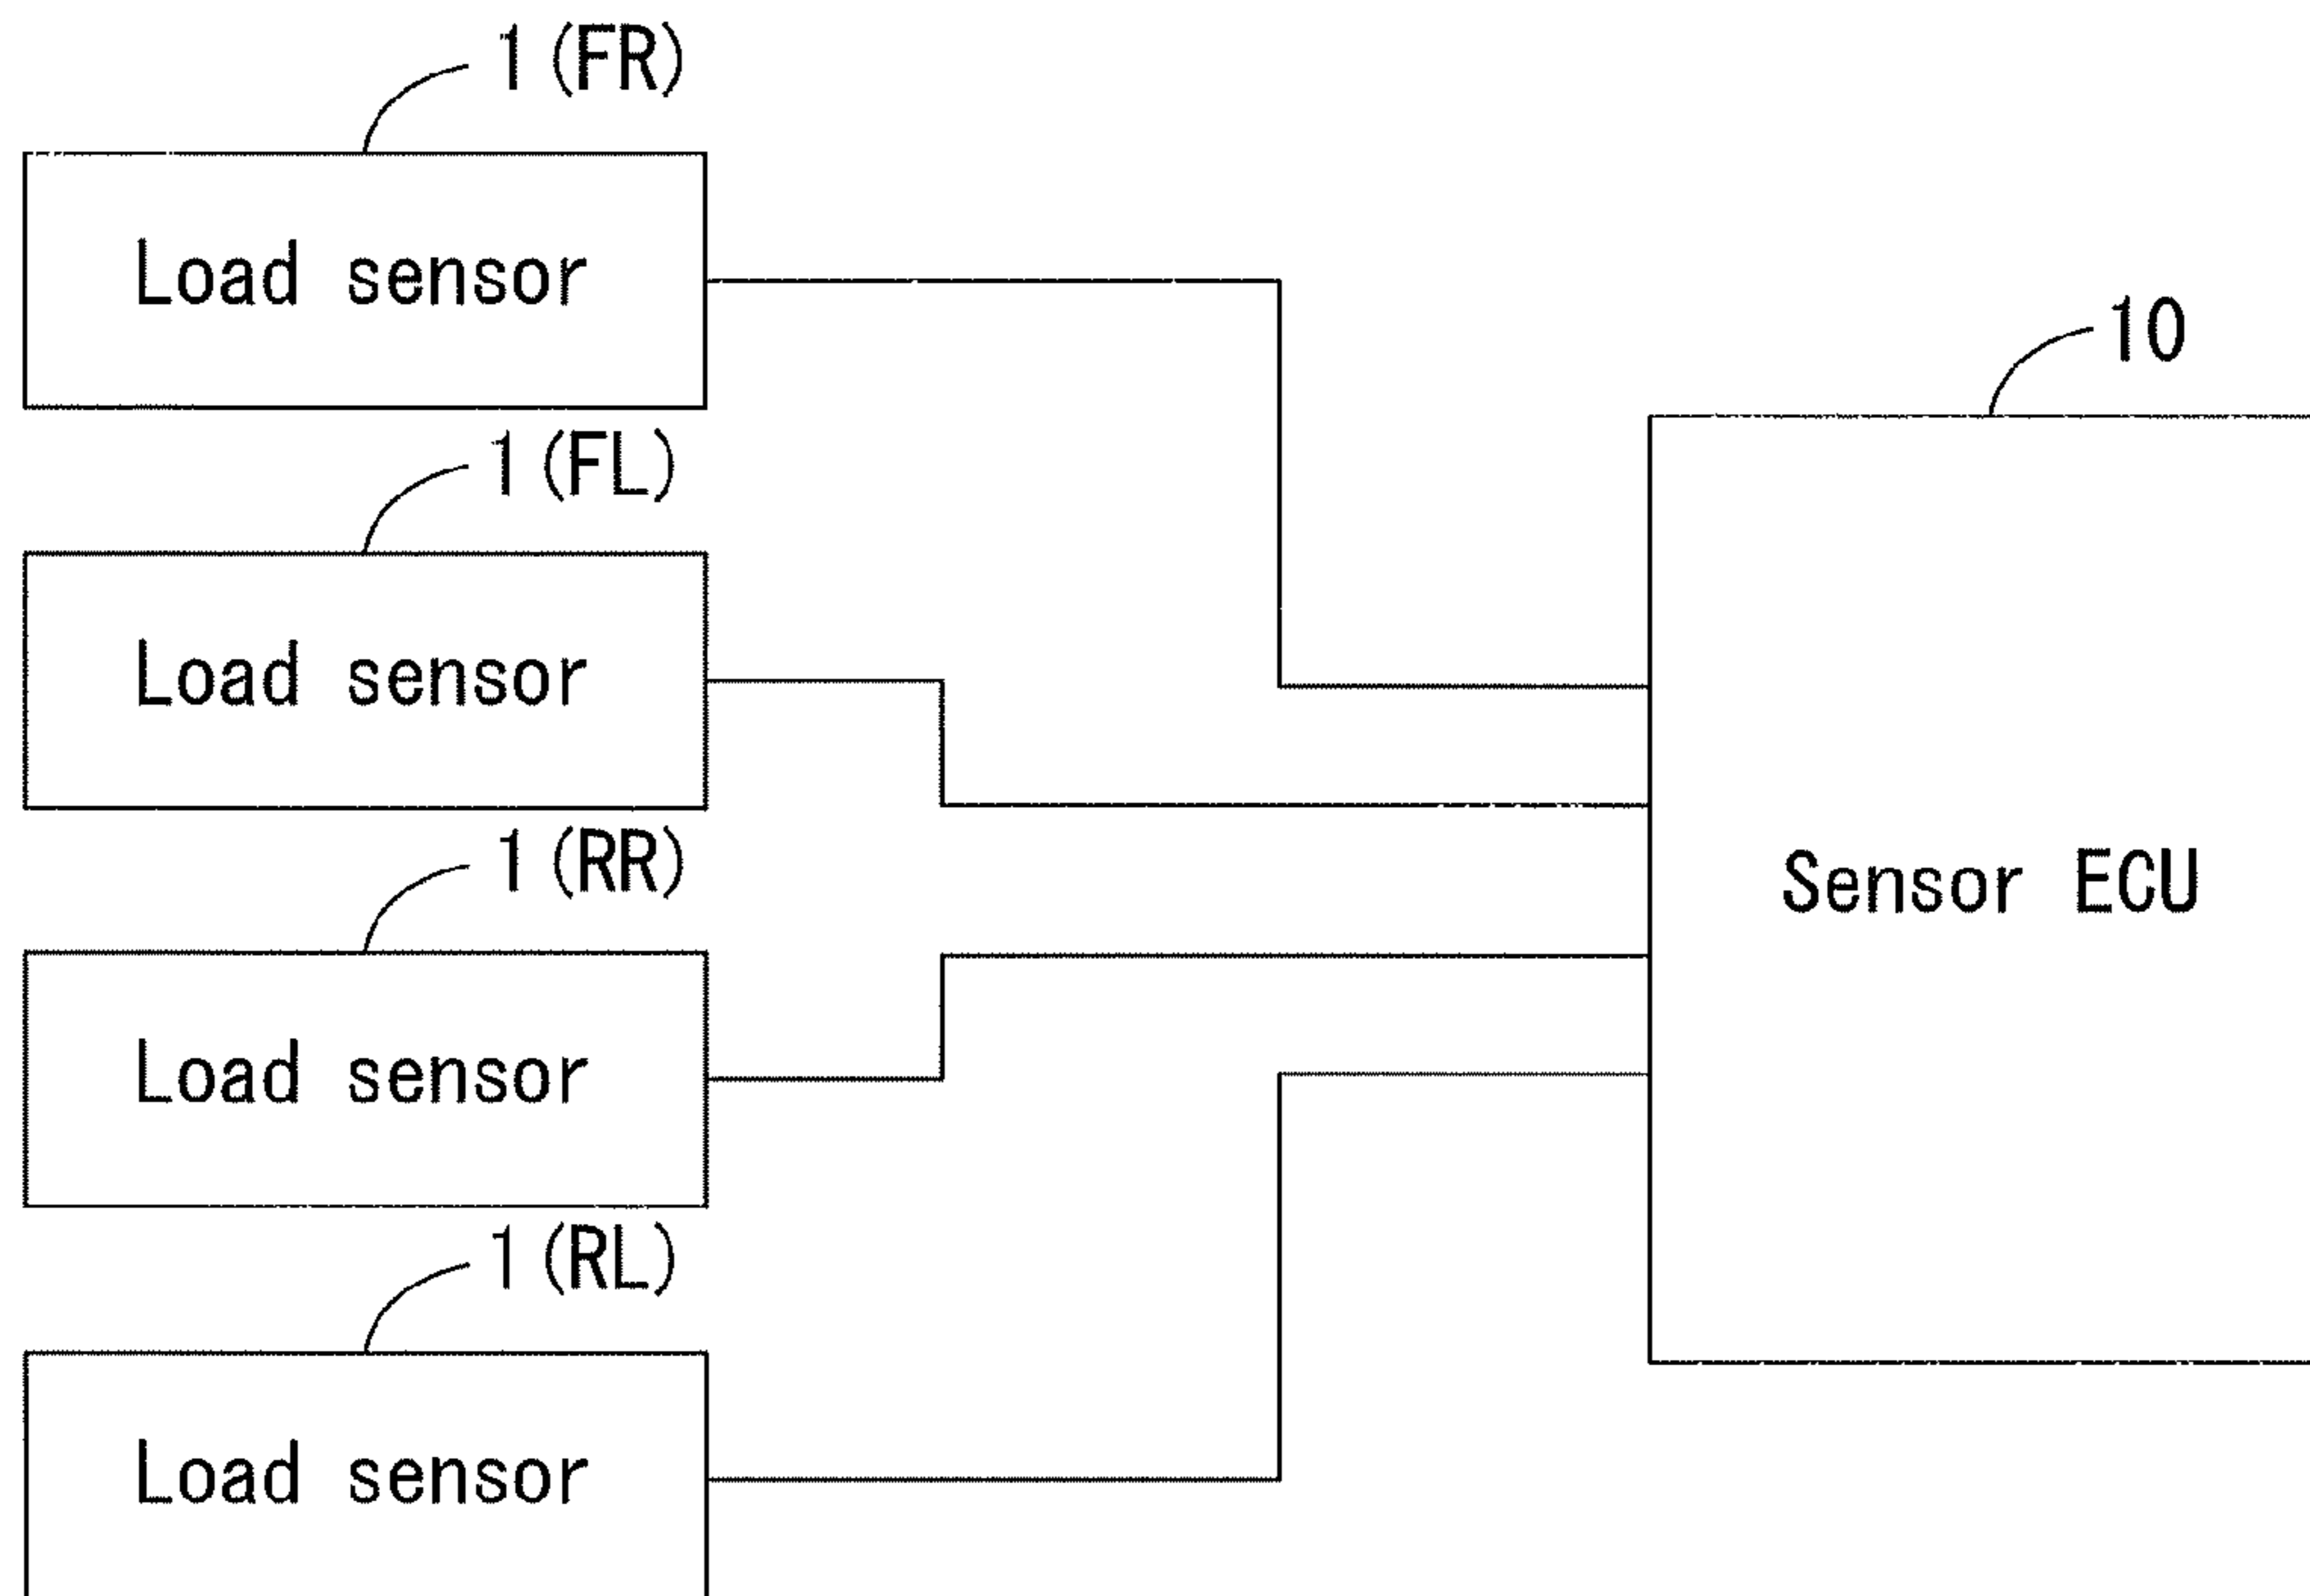 1(FR)
Load sensor
10
1(FL)
Load sensor
Sensor ECU
1(RR)
Load sensor
1(RL)
Load sensor